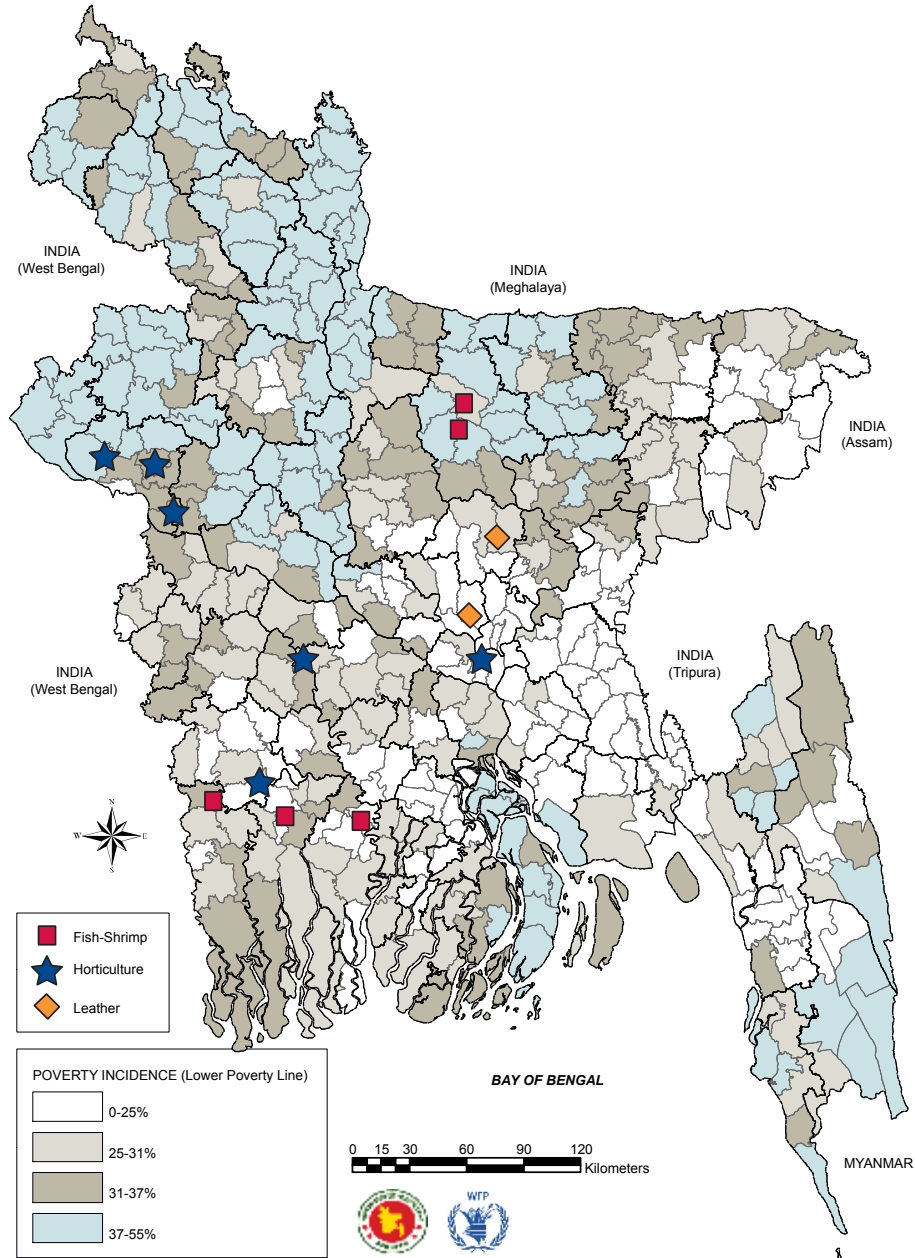 INDIA
(West Bengal)
INDIA
(Meghalaya)
INDIA
(Assam)
INDIA
(West Bengal)
INDIA
(Tripura)
N
W E
S
Fish-Shrimp
Horticulture
Leather
POVERTY INCIDENCE (Lower Poverty Line)
0-25%
25-31%
31-37%
37-55%
BAY OF BENGAL
0 15 30 60 90 120
Kilometers
MYANMAR
WFP